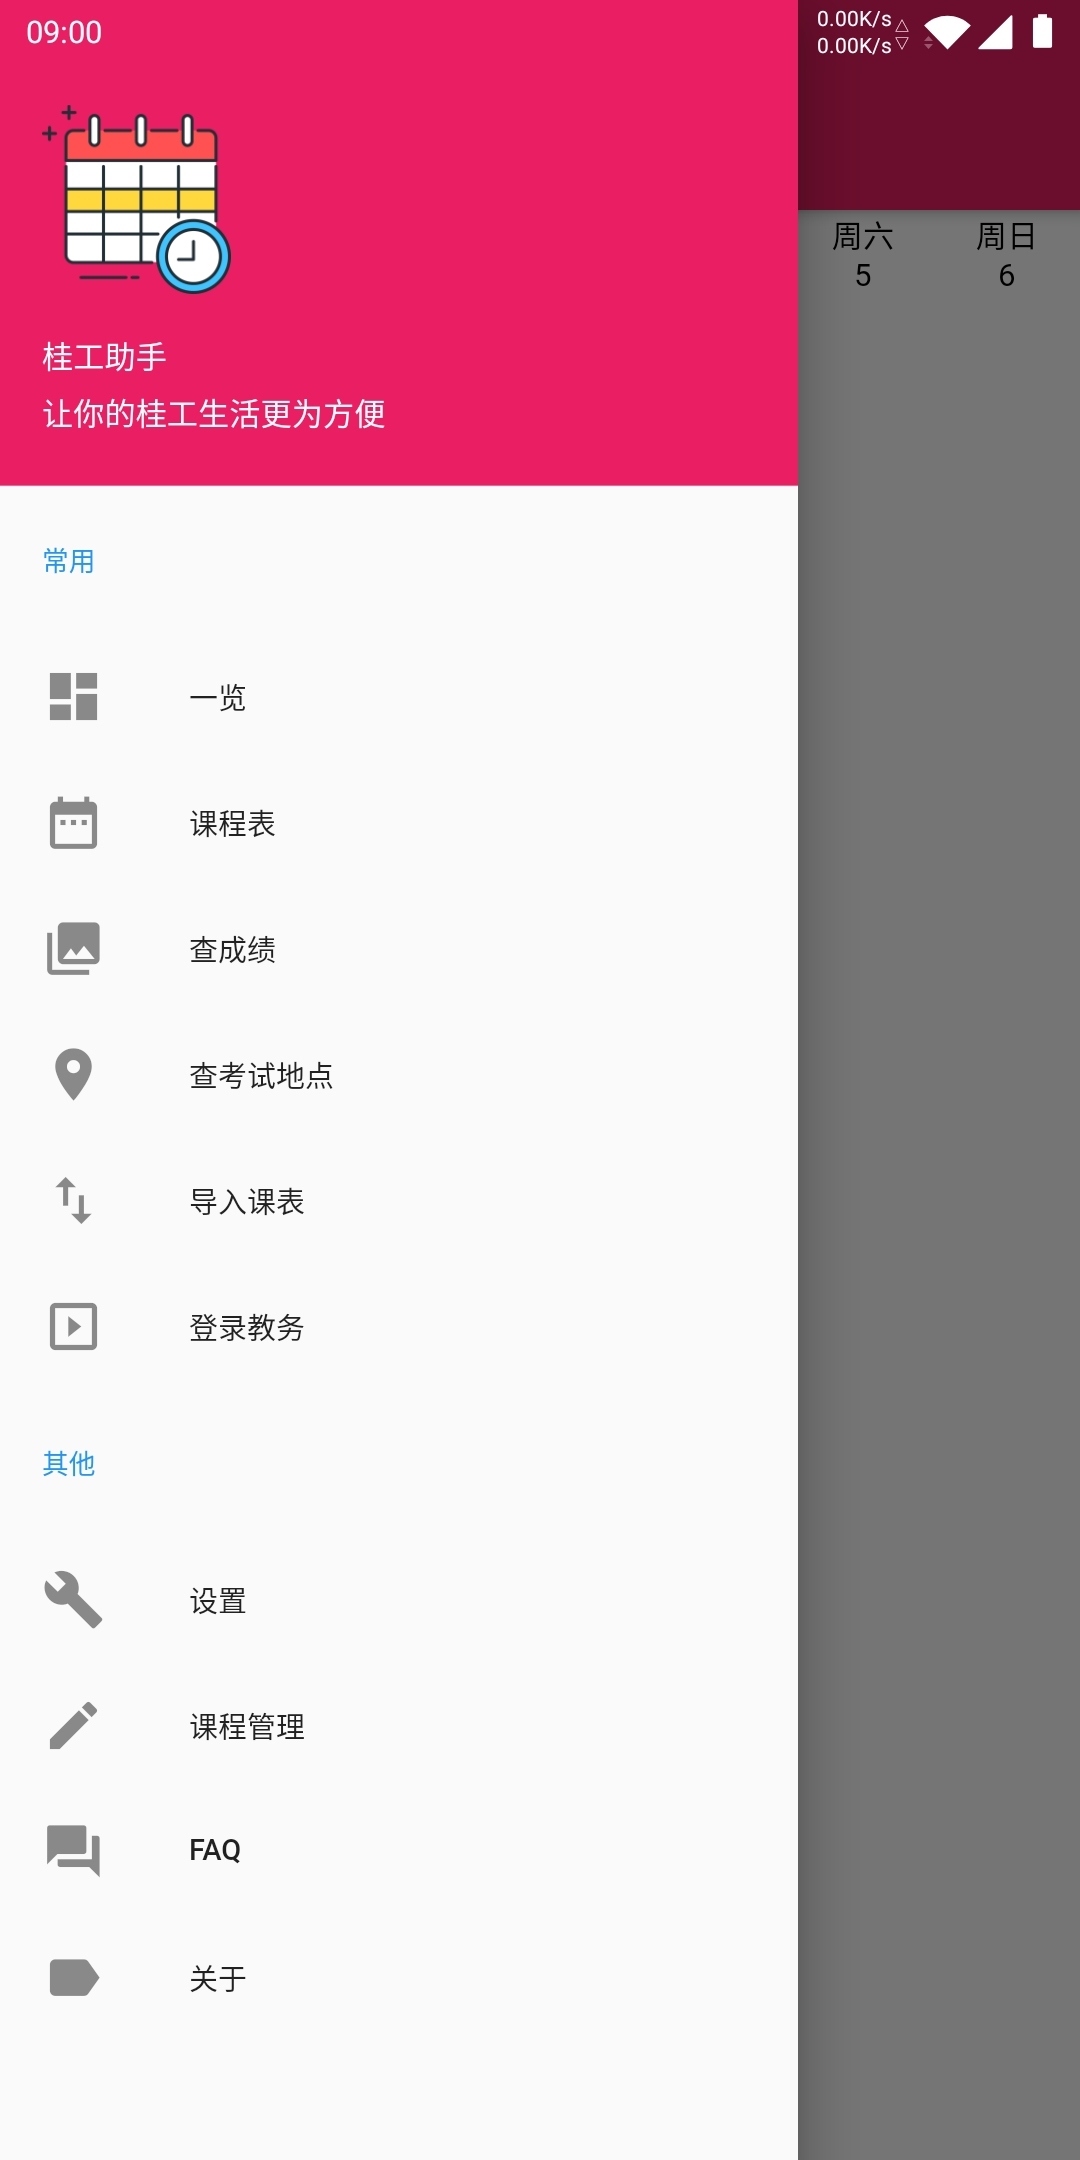 09:00
0.00K/s
0.00K/s
桂工助手
让你的桂工生活更为方便
周六 周日
5 6
常用
一览
课程表
查成绩
查考试地点
导入课表
登录教务
其他
设置
课程管理
FAQ
关于